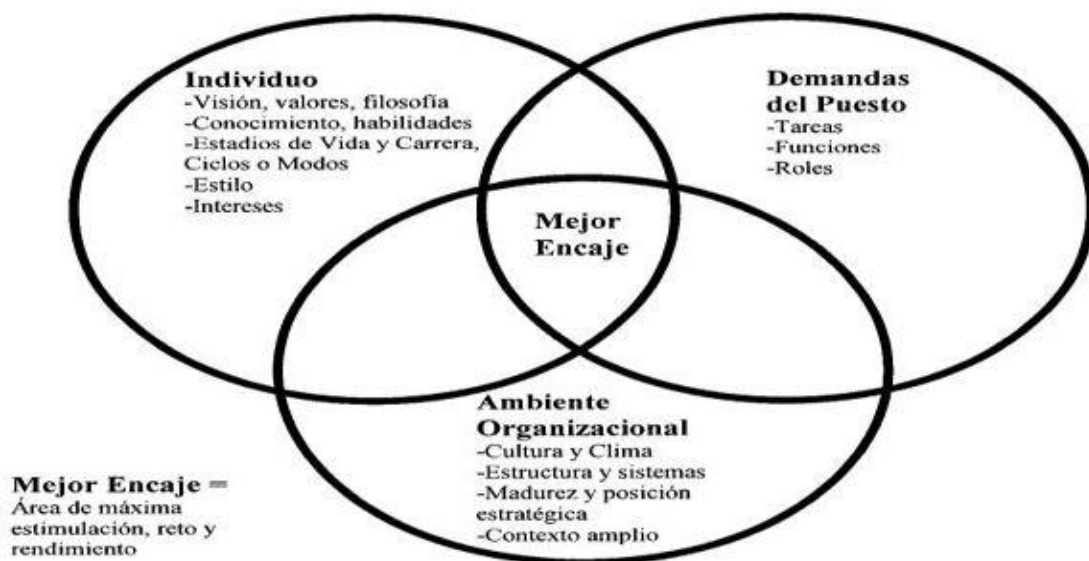 Individuo
-Visión, valores, filosofía
-Conocimiento, habilidades
-Estadios de Vida y Carrera,
Ciclos o Modos
-Estilo
-Intereses
Demandas
del Puesto
-Tareas
-Funciones
-Roles
Mejor
Encaje
Ambiente
Organizacional
-Cultura y Clima
-Estructura y sistemas
-Madurez y posición
estratégica
-Contexto amplio
Mejor Encaje =
Área de máxima
estimulación, reto y
rendimiento